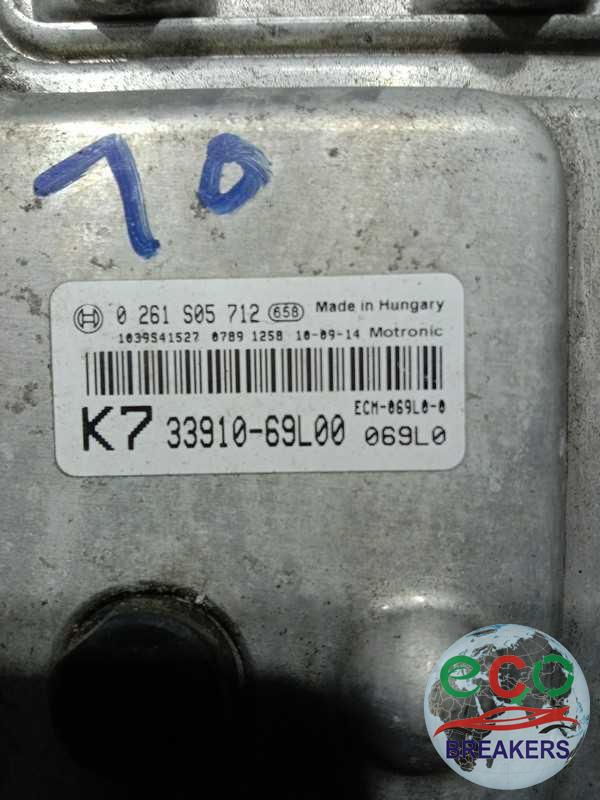 10
0 261 S05 712 658 Made in Hungary
1039S41527 0789 1258 10-09-14 Motronic
ECM-069L0-0
K7 33910-69L00 069L0
eco
BREAKERS